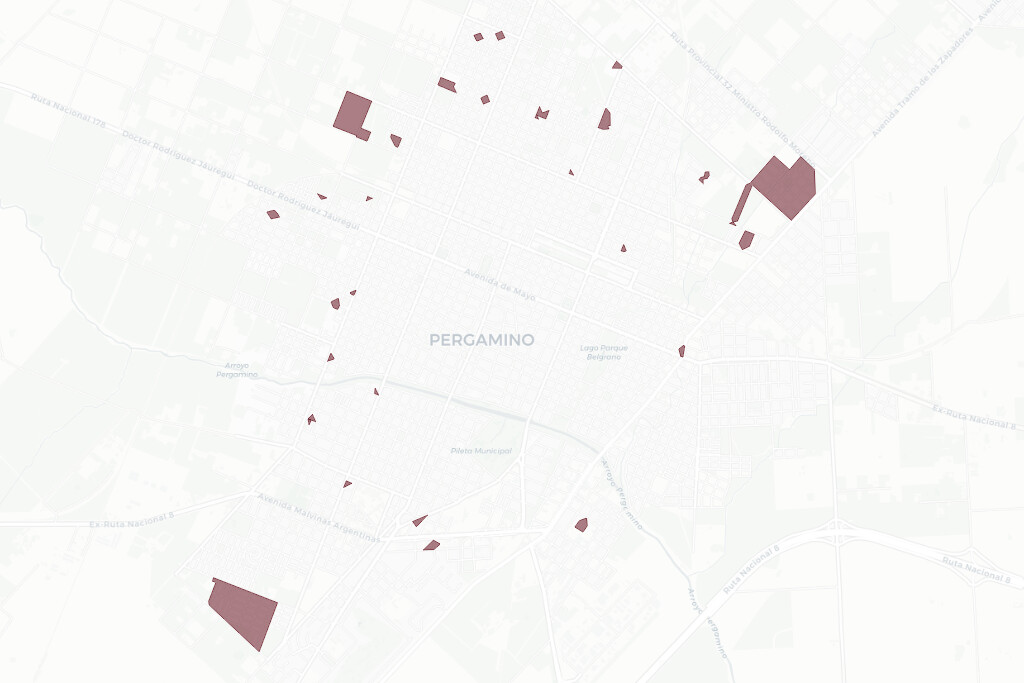 Ruta Provincial 32 Ministro Rodolfo Mor
Avenida Tramo de los Zapadores
Aveni
Ruta Nacional 178
Doctor Rodríguez Jáuregui
Doctor Rodríguez Jáuregui
Avenida de Mayo
PERGAMINO
Lago Parque
Belgrano
Arroyo
Pergamino
Ex-Ruta Nacional 8
Pileta Municipal
Arroyo Pergamino
Avenida Malvinas Argentinas
Ex-Ruta Nacional 8
Ruta Nacional 8
Ruta Nacional 8
Arroyo Pergamino